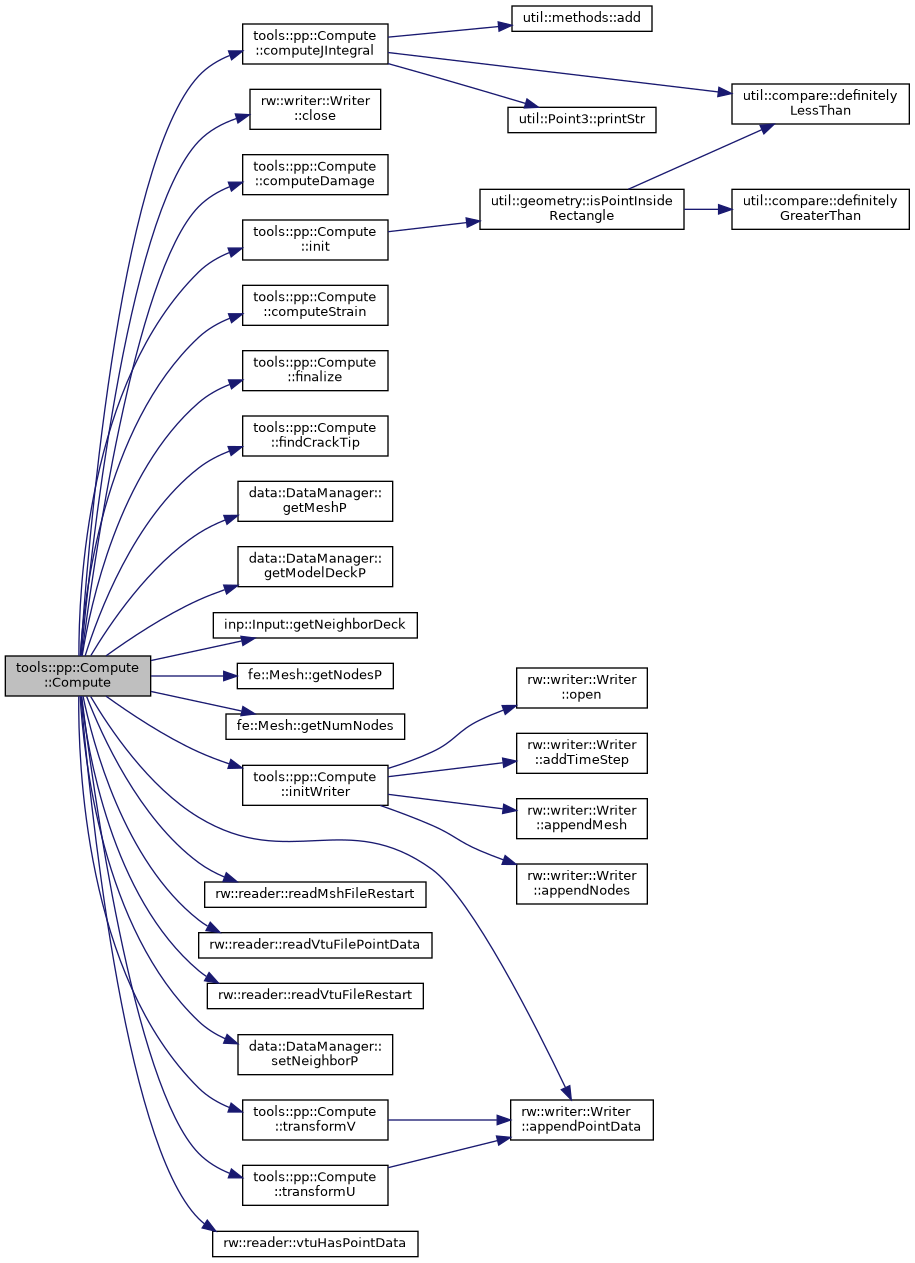 tools::pp::Compute
::Compute
tools::pp::Compute
::computeJIntegral
rw::writer::Writer
::close
tools::pp::Compute
::computeDamage
tools::pp::Compute
::init
tools::pp::Compute
::computeStrain
tools::pp::Compute
::finalize
tools::pp::Compute
::findCrackTip
data::DataManager::
getMeshP
data::DataManager::
getModelDeckP
inp::Input::getNeighborDeck
fe::Mesh::getNodesP
fe::Mesh::getNumNodes
tools::pp::Compute
::initWriter
rw::reader::readMshFileRestart
rw::reader::readVtuFilePointData
rw::reader::readVtuFileRestart
data::DataManager::
setNeighborP
tools::pp::Compute
::transformV
tools::pp::Compute
::transformU
rw::reader::vtuHasPointData
util::methods::add
util::Point3::printStr
util::geometry::isPointInside
Rectangle
rw::writer::Writer
::open
rw::writer::Writer
::addTimeStep
rw::writer::Writer
::appendMesh
rw::writer::Writer
::appendNodes
rw::writer::Writer
::appendPointData
util::compare::definitely
LessThan
util::compare::definitely
GreaterThan